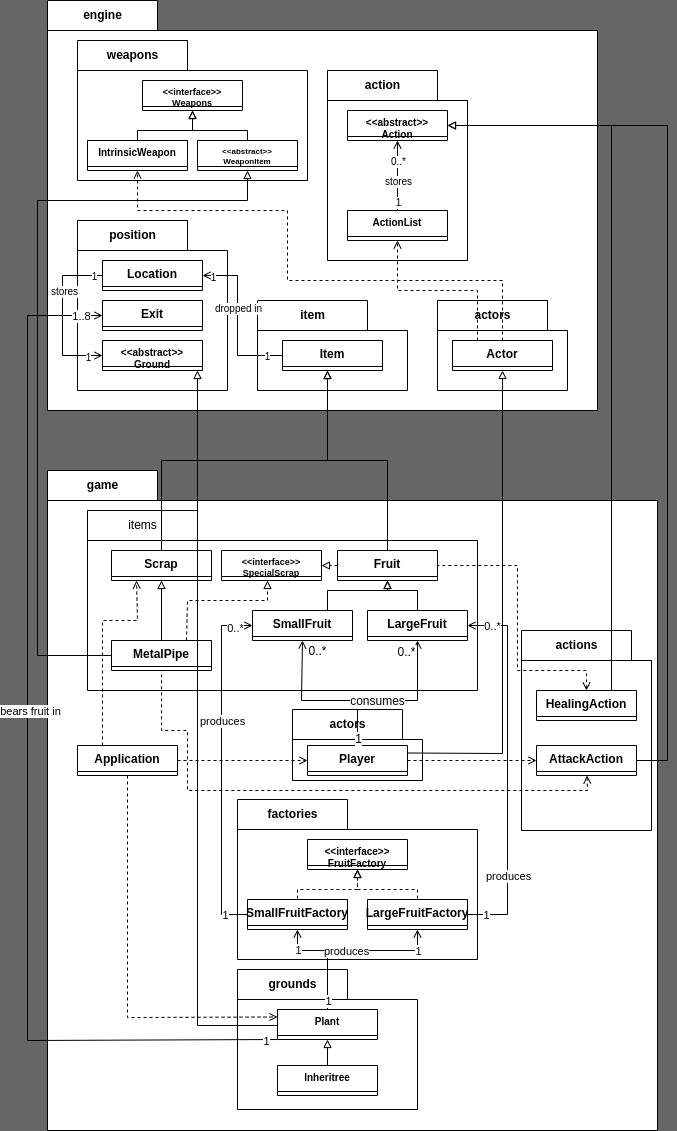 engine
weapons
<<interface>>
Weapons
IntrinsicWeapon
<<abstract>>
WeaponItem
action
<<abstract>>
Action
0..*
stores
1
ActionList
position
Location
1
1
stores
dropped in
Exit
1..8
<<abstract>>
Ground
1
item
Item
1
actors
Actor
game
items
Scrap
<<interface>>
SpecialScrap
Fruit
SmallFruit
LargeFruit
0..*
0..*
0..*
0..*
MetalPipe
consumes
actions
HealingAction
AttackAction
bears fruit in
produces
actors
1
Player
Application
factories
<<interface>>
FruitFactory
produces
SmallFruitFactory
LargeFruitFactory
1
1
1
produces
1
grounds
1
Plant
1
Inheritree